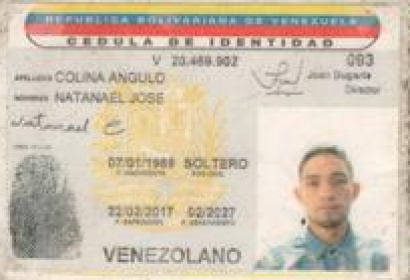 REPUBLICA BOLIVARIANA DE VENEZUELA
CEDULA DE IDENTIDAD
V 20.469.902 093
APELLIDOS COLINA ANGULO
NOMBRES NATANAEL JOSE
Juan Dugarte
Director
Natanael C
07/01/1989 SOLTERO
F. NACIMIENTO EDO. CIVIL
22/02/2017 02/2027
F. EXPEDICION F. VENCIMIENTO
VENEZOLANO